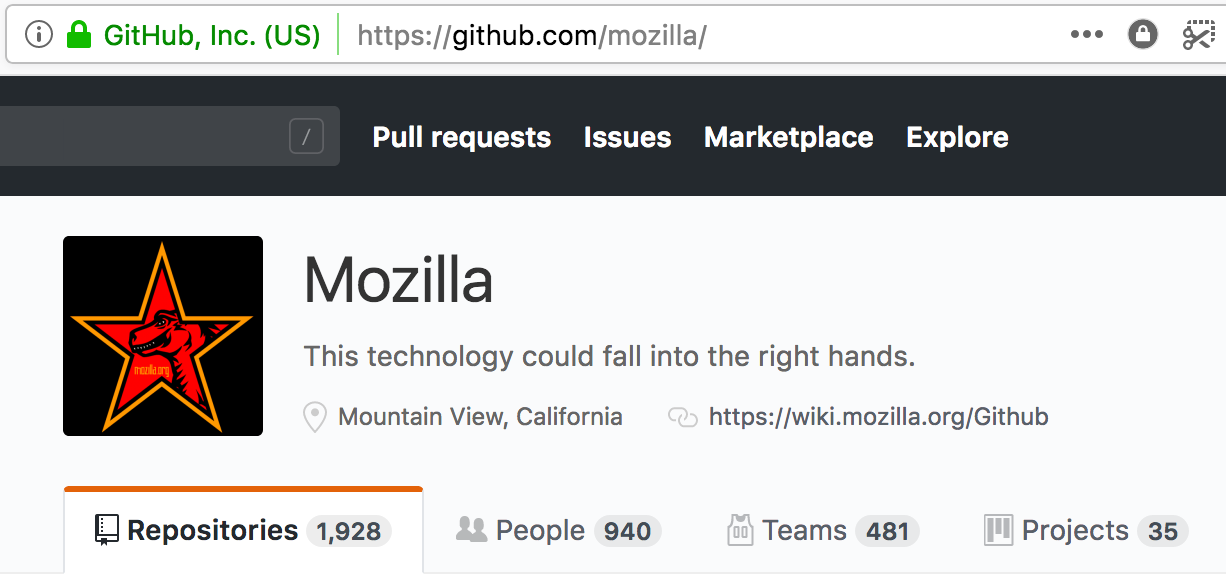 GitHub, Inc. (US) https://github.com/mozilla/
/ Pull requests Issues Marketplace Explore
Mozilla
mozilla.org
This technology could fall into the right hands.
Mountain View, California https://wiki.mozilla.org/Github
Repositories 1,928 People 940 Teams 481 Projects 35